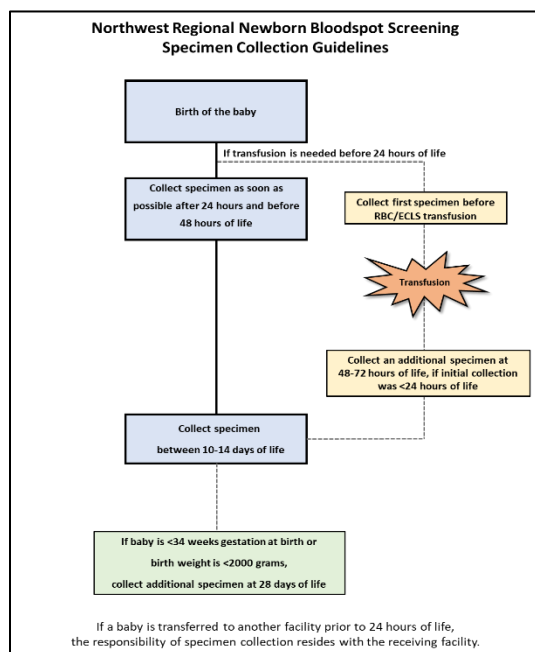 Northwest Regional Newborn Bloodspot Screening
Specimen Collection Guidelines
Birth of the baby
If transfusion is needed before 24 hours of life
Collect specimen as soon as
possible after 24 hours and before
48 hours of life
Collect first specimen before
RBC/ECLS transfusion
Transfusion
Collect an additional specimen at
48-72 hours of life, if initial collection
was <24 hours of life
Collect specimen
between 10-14 days of life
If baby is <34 weeks gestation at birth or
birth weight is <2000 grams,
collect additional specimen at 28 days of life
If a baby is transferred to another facility prior to 24 hours of life,
the responsibility of specimen collection resides with the receiving facility.